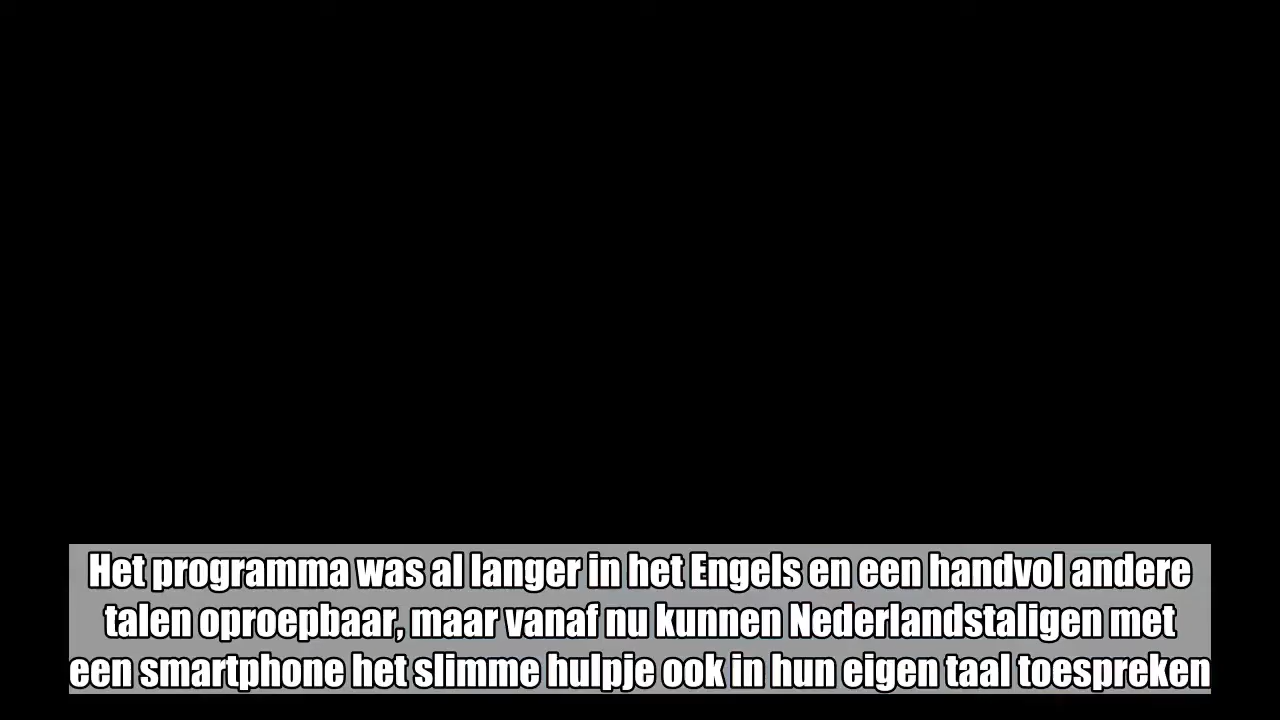 Het programma was al langer in het Engels en een handvol andere
talen oproepbaar, maar vanaf nu kunnen Nederlandstaligen met
een smartphone het slimme hulpje ook in hun eigen taal toespreken